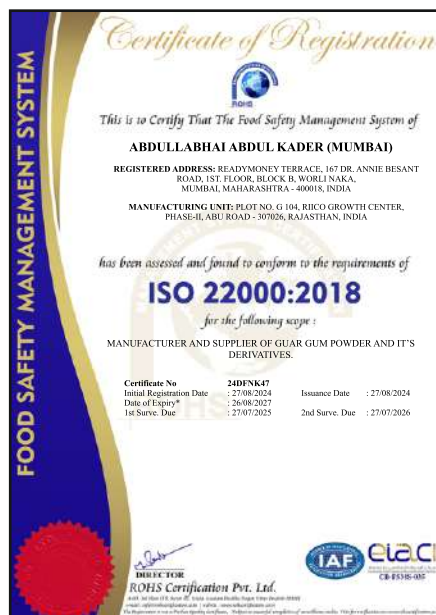 Certificate of Registration
ROHS
This is to Certify That The Food Safety Management System of
ABDULLABHAI ABDUL KADER (MUMBAI)
REGISTERED ADDRESS: READYMONEY TERRACE, 167 DR. ANNIE BESANT
ROAD, 1ST. FLOOR, BLOCK B, WORLI NAKA,
MUMBAI, MAHARASHTRA - 400018, INDIA
MANUFACTURING UNIT: PLOT NO. G 104, RIICO GROWTH CENTER,
PHASE-II, ABU ROAD - 307026, RAJASTHAN, INDIA
has been assessed and found to conform to the requirements of
ISO 22000:2018
for the following scope :
MANUFACTURER AND SUPPLIER OF GUAR GUM POWDER AND IT'S
DERIVATIVES.
Certificate No 24DFNK47
Initial Registration Date : 27/08/2024 Issuance Date : 27/08/2024
Date of Expiry* : 26/08/2027
1st Surve. Due : 27/07/2025 2nd Surve. Due : 27/07/2026
FOOD SAFETY MANAGEMENT SYSTEM
DIRECTOR
ROHS Certification Pvt. Ltd.
IAF
eiaci
CB-FSMS-035